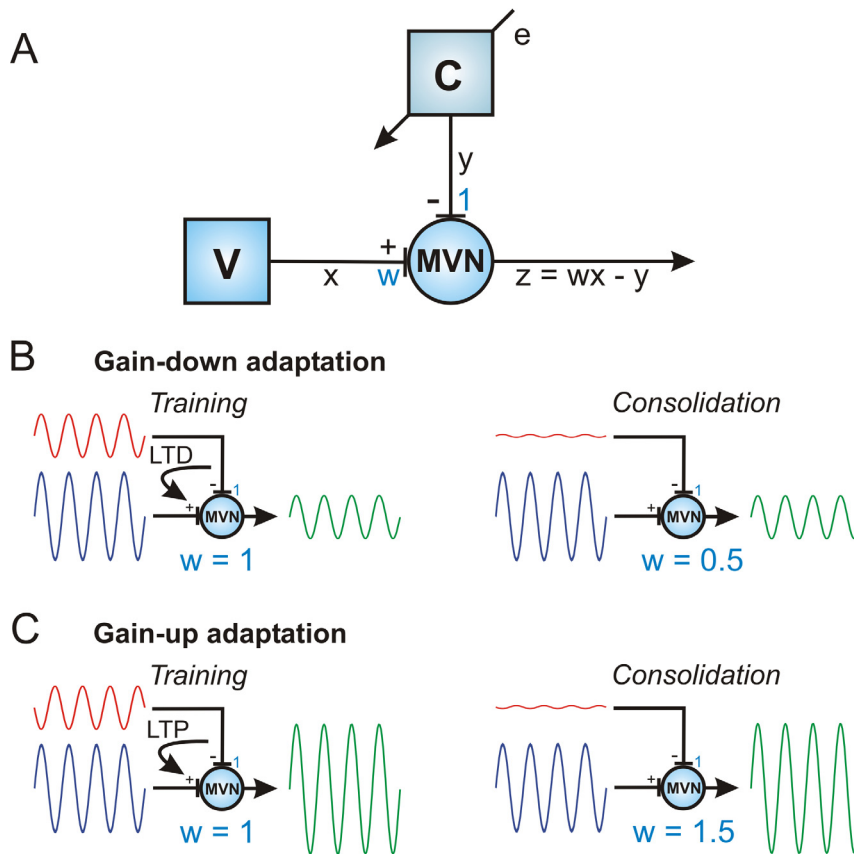 A
C
e
y
- 1
V
+
MVN
x
w
z = wx - y
B
Gain-down adaptation
Training
Consolidation
LTD
-
1
+
MVN
w = 1
-
1
+
MVN
w = 0.5
C
Gain-up adaptation
Training
Consolidation
LTP
-
1
+
MVN
w = 1
-
1
+
MVN
w = 1.5